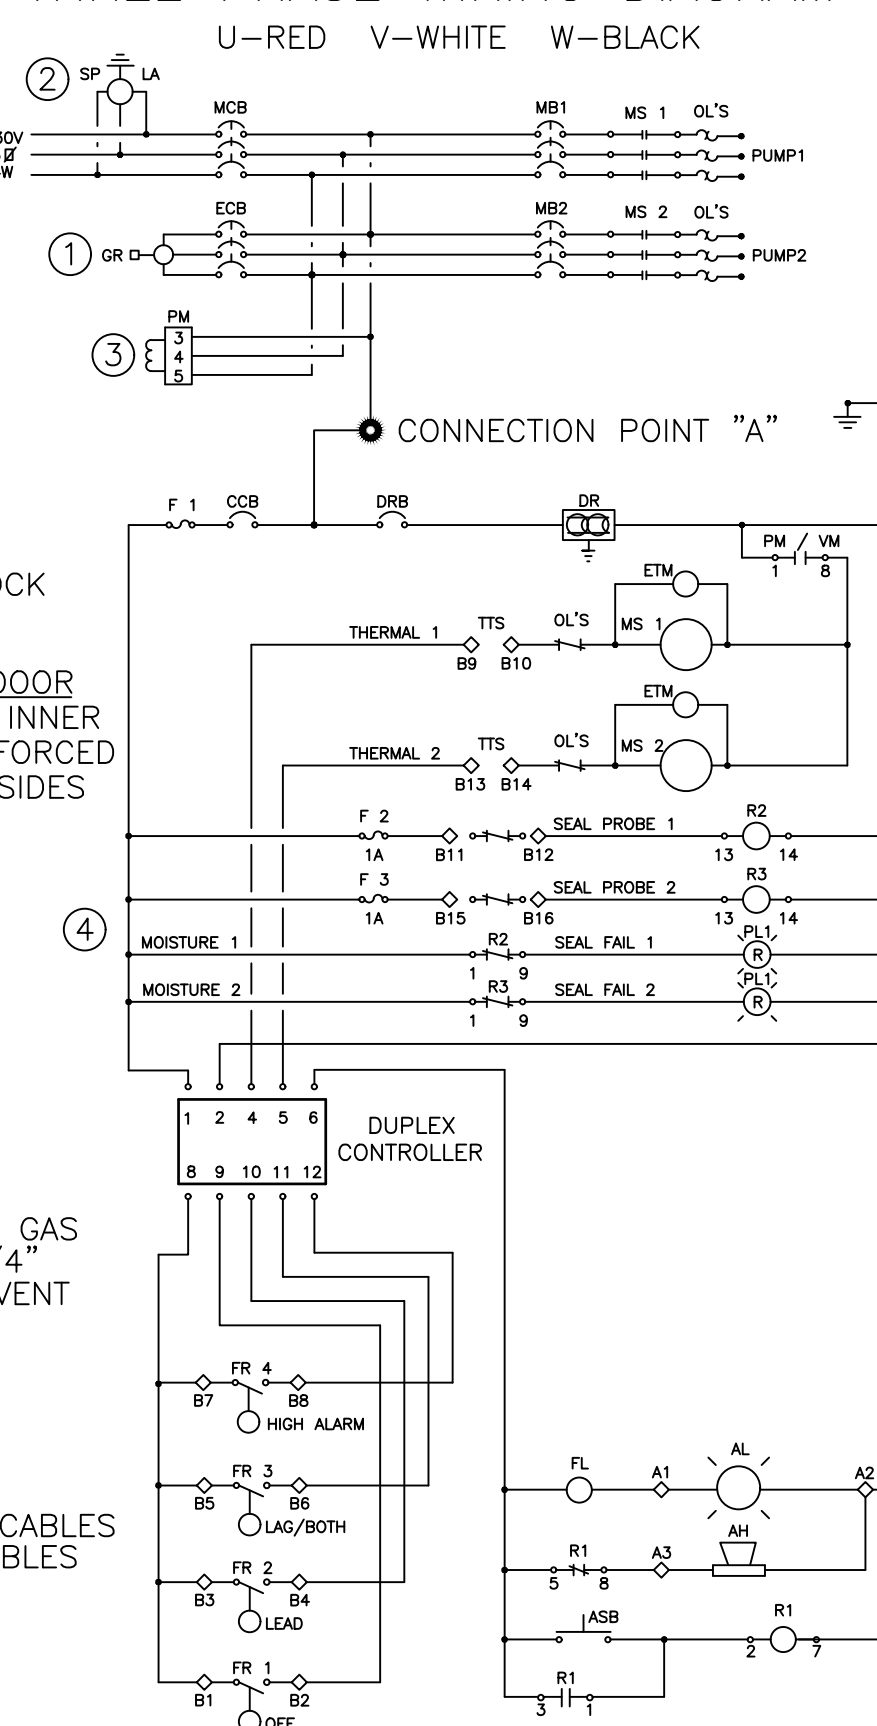 U-RED V-WHITE W-BLACK
2 SP LA
MCB MB1 MS 1 OL'S
PUMP1
ECB MB2 MS 2 OL'S
1 GR PUMP2
PM
3
3 4
5
CONNECTION POINT "A"
F 1 CCB DRB DR
PM VM
1 8
ETM
THERMAL 1 TTS OL'S MS 1
B9 B10
DOOR
ETM
INNER
THERMAL 2 TTS OL'S MS 2
SIDES B13 B14
F 2 SEAL PROBE 1 R2
1A B11 B12 13 14
F 3 SEAL PROBE 2 R3
1A B15 B16 13 14
4
MOISTURE 1 R2 SEAL FAIL 1 PL1
R
1 9
MOISTURE 2 R3 SEAL FAIL 2 PL1
R
1 9
1 2 4 5 6 DUPLEX
8 9 10 11 12 CONTROLLER
GAS
/4"
VENT
FR 4
B7 B8
HIGH ALARM
FR 3
B5 B6
LAG/BOTH
CABLES
FR 2
B3 B4
LEAD
FR 1
B1 B2
OFF
FL A1 AL A2
R1 A3 AH
5 8
ASB R1
2 7
R1
3 1